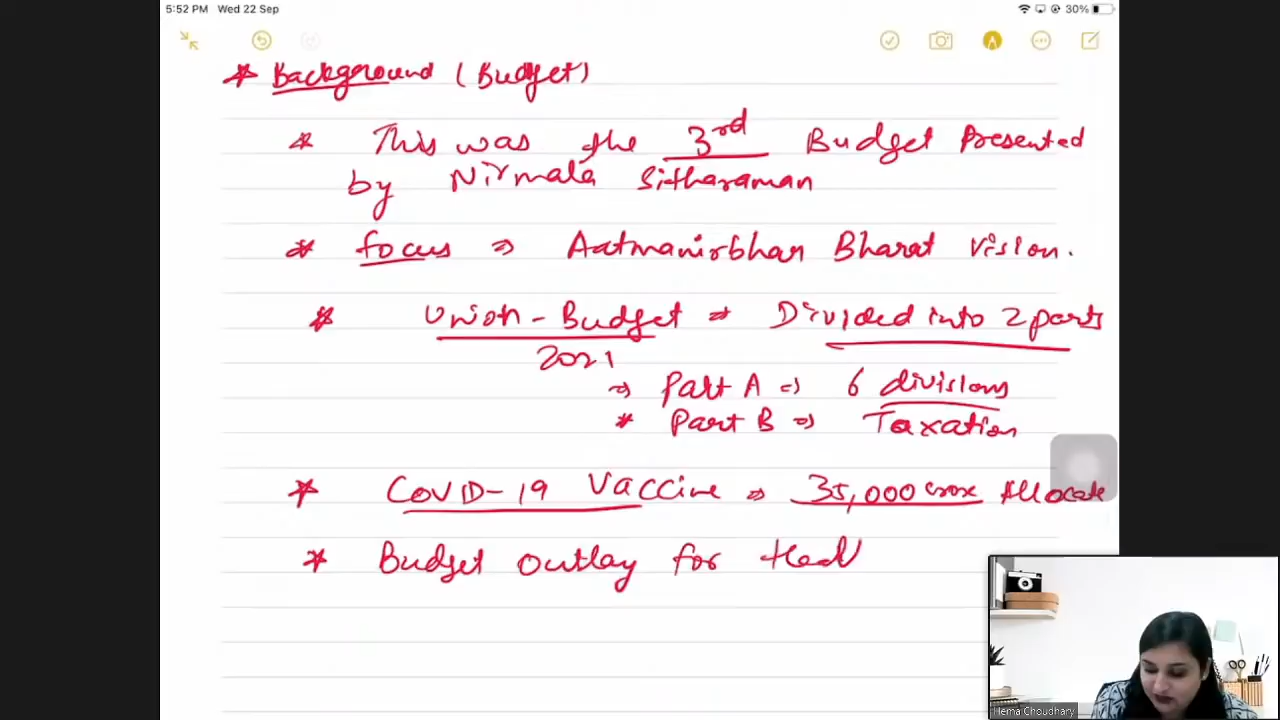 5:52 PM Wed 22 Sep
30%
* Background (Budget)
* This was the 3rd Budget Presented
by Nirmala Sitharaman
* focus ⇒ Aatmanirbhar Bharat Vision.
* Union-Budget ⇒ Divided into 2 parts
2021
⇒ Part A ⇒ 6 divisions
* Part B ⇒ Taxation
* COVID-19 Vaccine ⇒ 35,000 crore Allocate
* Budget Outlay for Heal
Hema Choudhary